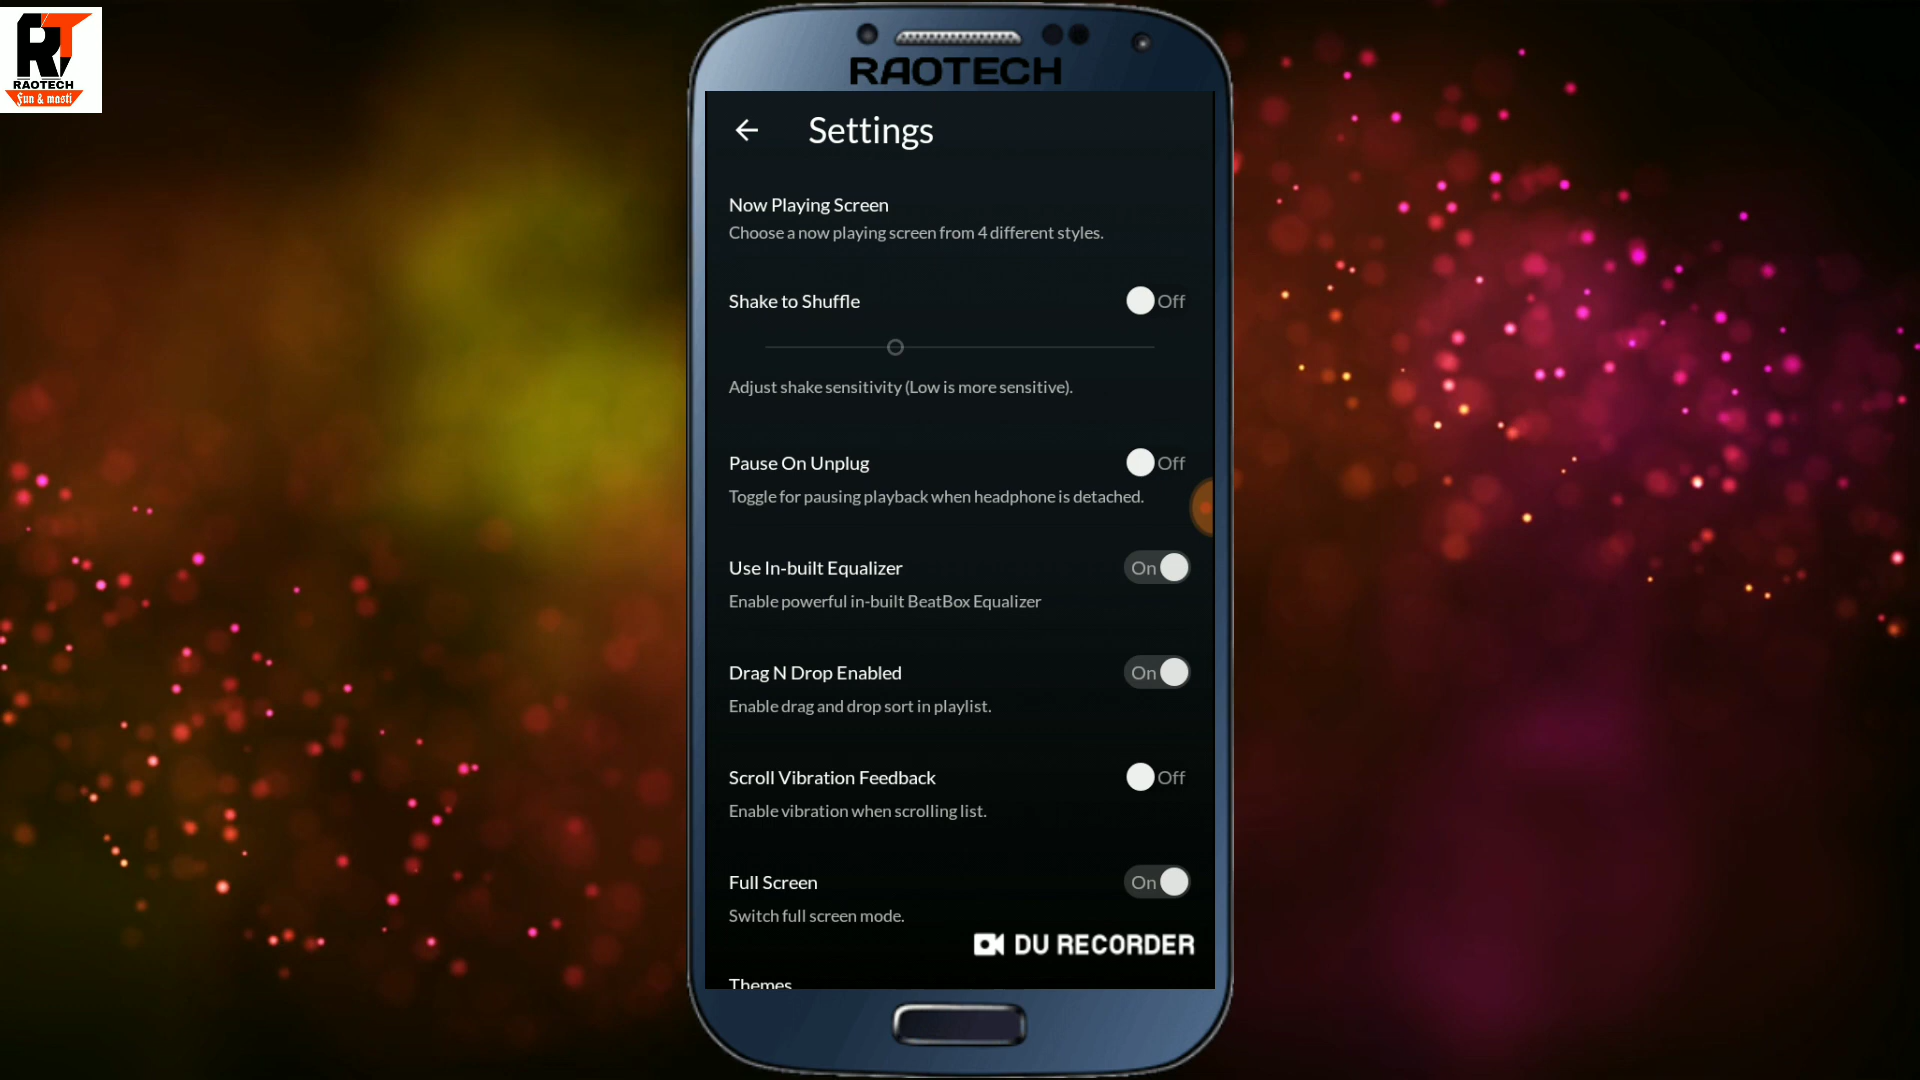 RT
RAOTECH
fun & masti
RAOTECH
Settings
Now Playing Screen
Choose a now playing screen from 4 different styles.
Shake to Shuffle
Off
Adjust shake sensitivity (Low is more sensitive).
Pause On Unplug
Off
Toggle for pausing playback when headphone is detached.
Use In-built Equalizer
On
Enable powerful in-built BeatBox Equalizer
Drag N Drop Enabled
On
Enable drag and drop sort in playlist.
Scroll Vibration Feedback
Off
Enable vibration when scrolling list.
Full Screen
On
Switch full screen mode.
DU RECORDER
Themes